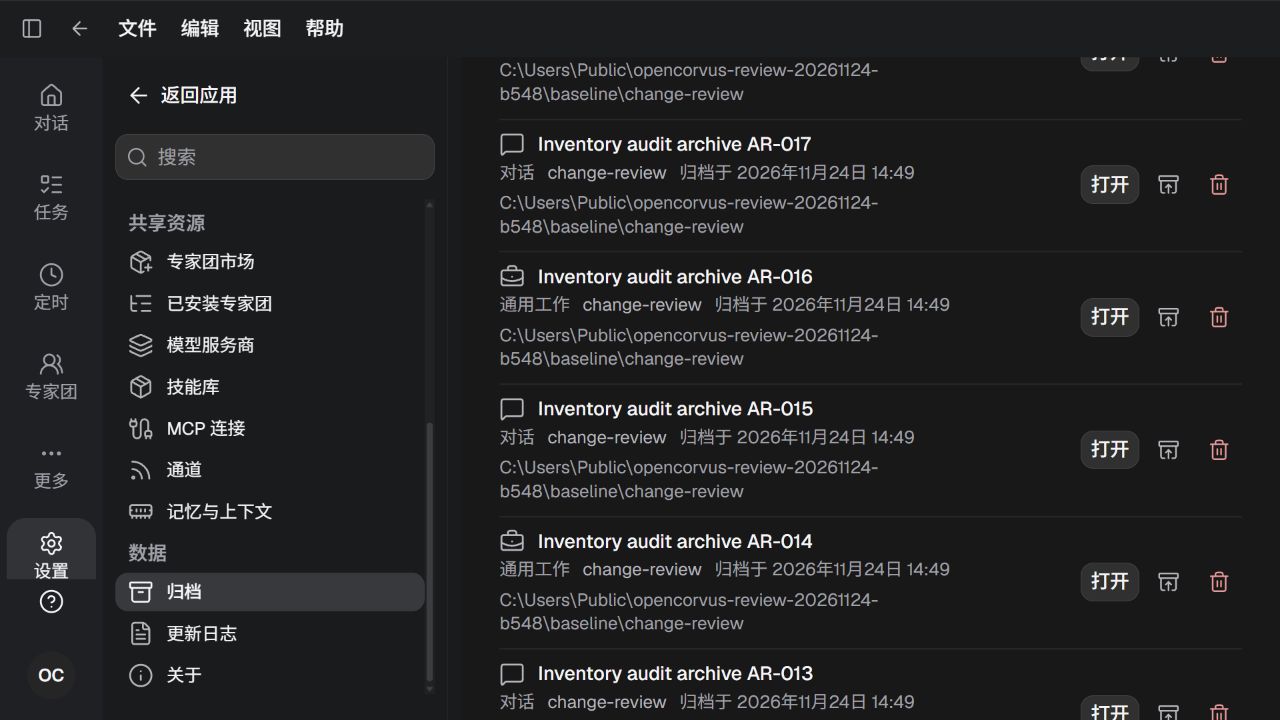 文件 编辑 视图 帮助
对话
任务
定时
专家团
更多
设置
OC
返回应用
搜索
共享资源
专家团市场
已安装专家团
模型服务商
技能库
MCP 连接
通道
记忆与上下文
数据
归档
更新日志
关于
C:\Users\Public\opencorvus-review-20261124-
b548\baseline\change-review
打开
Inventory audit archive AR-017
对话 change-review 归档于 2026年11月24日 14:49
C:\Users\Public\opencorvus-review-20261124-
b548\baseline\change-review
打开
Inventory audit archive AR-016
通用工作 change-review 归档于 2026年11月24日 14:49
C:\Users\Public\opencorvus-review-20261124-
b548\baseline\change-review
打开
Inventory audit archive AR-015
对话 change-review 归档于 2026年11月24日 14:49
C:\Users\Public\opencorvus-review-20261124-
b548\baseline\change-review
打开
Inventory audit archive AR-014
通用工作 change-review 归档于 2026年11月24日 14:49
C:\Users\Public\opencorvus-review-20261124-
b548\baseline\change-review
打开
Inventory audit archive AR-013
对话 change-review 归档于 2026年11月24日 14:49
打开